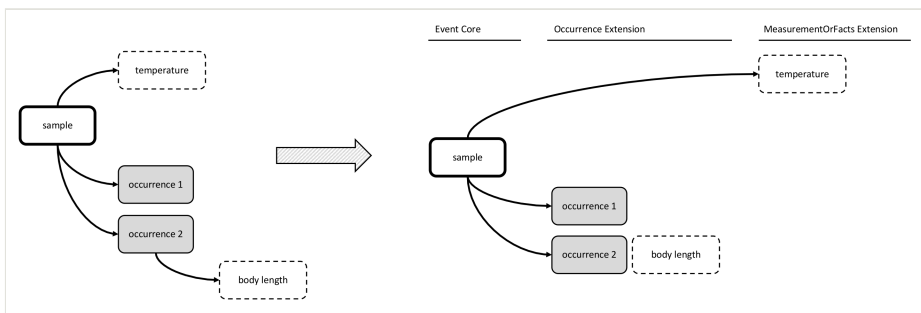 temperature
sample
occurrence 1
occurrence 2
body length
Event Core
Occurrence Extension
MeasurementOrFacts Extension
temperature
sample
occurrence 1
occurrence 2
body length